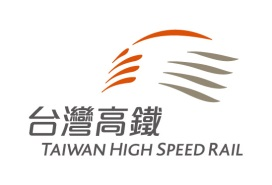 台灣高鐵
TAIWAN HIGH SPEED RAIL